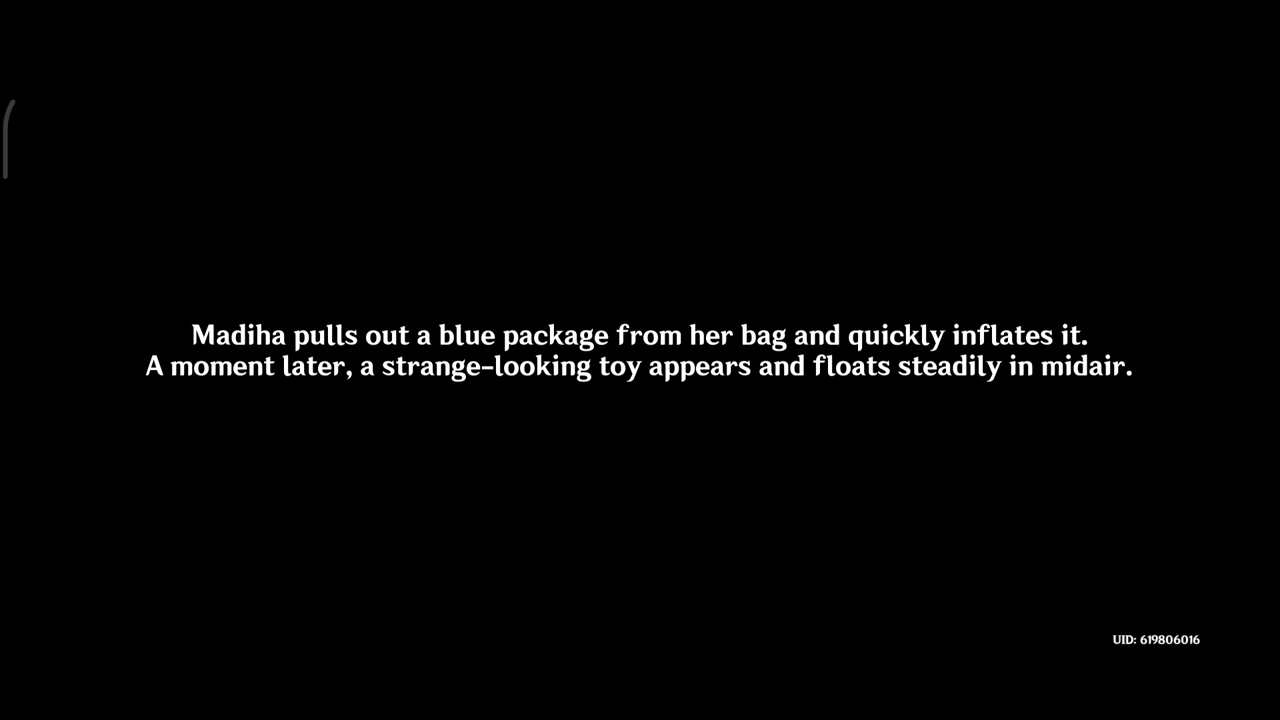 Madiha pulls out a blue package from her bag and quickly inflates it.
A moment later, a strange-looking toy appears and floats steadily in midair.
UID: 619806016